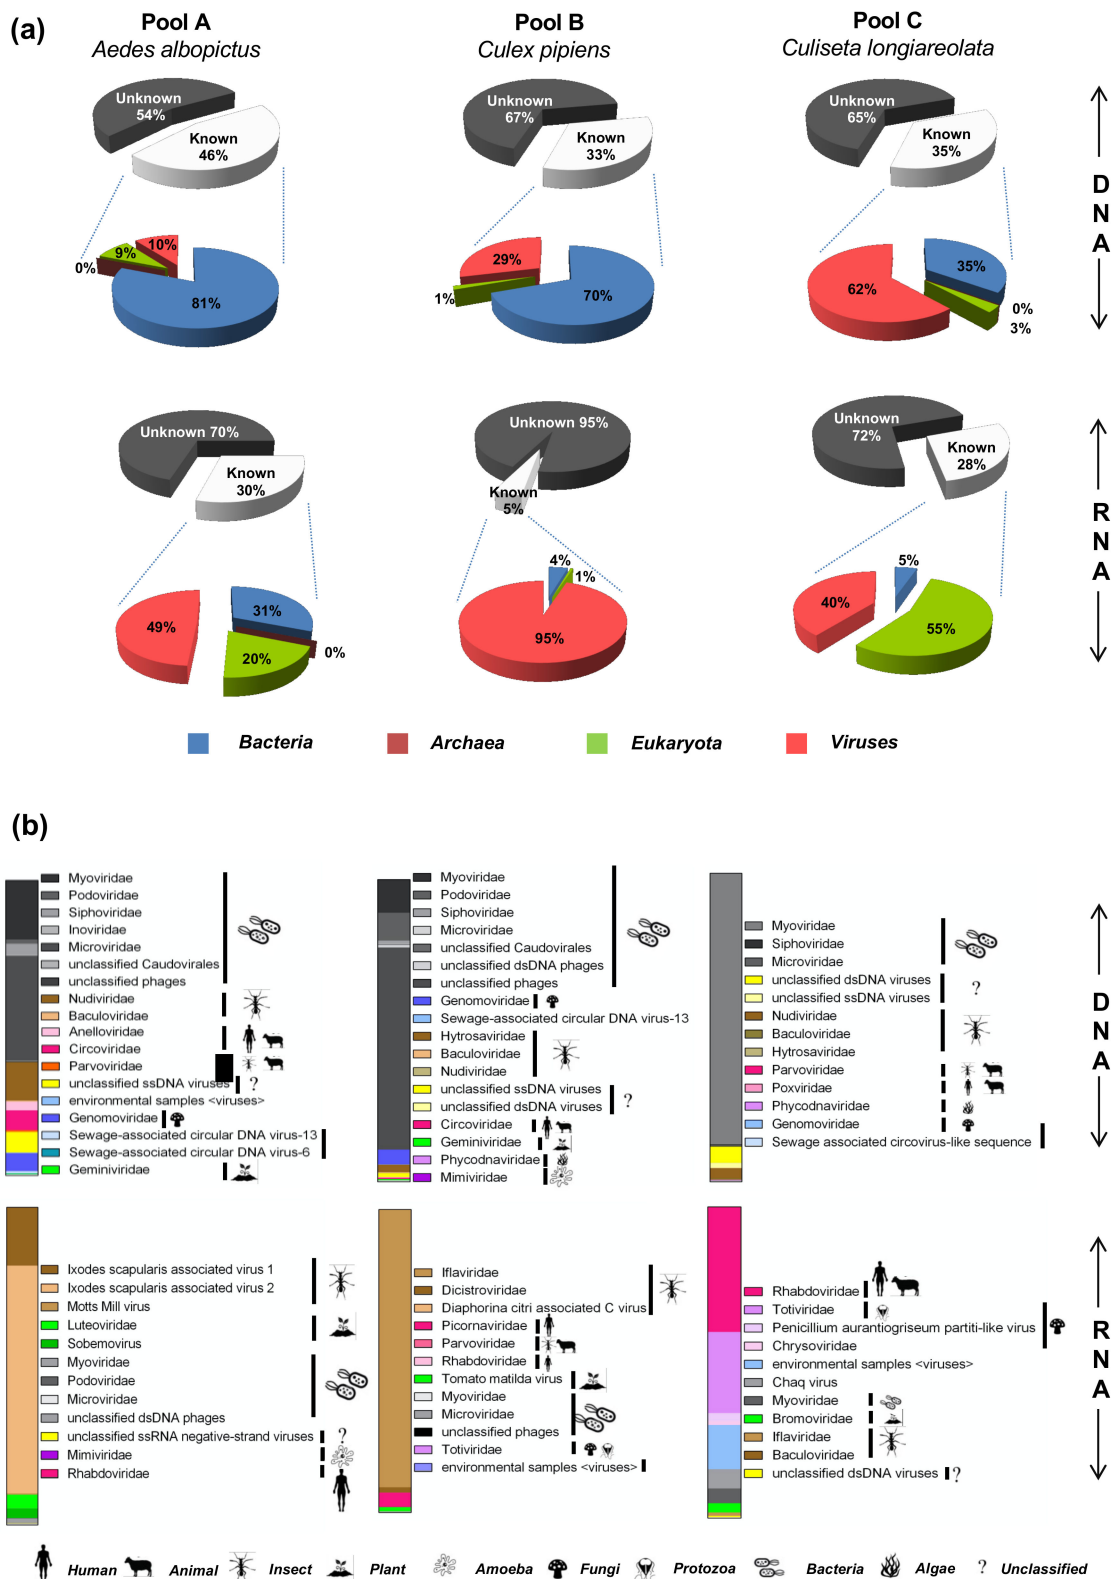 (a)
Pool A
Aedes albopictus
Pool B
Culex pipiens
Pool C
Culiseta longiareolata
Unknown
54%
Known
46%
Unknown
67%
Known
33%
Unknown
65%
Known
35%
D
N
A
0%
9%
10%
81%
1%
29%
70%
62%
35%
0%
3%
Unknown 70%
Known
30%
Unknown 95%
Known
5%
Unknown
72%
Known
28%
R
N
A
49%
31%
20%
0%
4%
1%
95%
40%
5%
55%
Bacteria
Archaea
Eukaryota
Viruses
(b)
Myoviridae
Podoviridae
Siphoviridae
Inoviridae
Microviridae
unclassified Caudovirales
unclassified phages
Nudiviridae
Baculoviridae
Anelloviridae
Circoviridae
Parvoviridae
unclassified ssDNA viruses
?
environmental samples <viruses>
Genomoviridae
Sewage-associated circular DNA virus-13
Sewage-associated circular DNA virus-6
Geminiviridae
Myoviridae
Podoviridae
Siphoviridae
Microviridae
unclassified Caudovirales
unclassified dsDNA phages
unclassified phages
Genomoviridae
Sewage-associated circular DNA virus-13
Hytrosaviridae
Baculoviridae
Nudiviridae
unclassified ssDNA viruses
unclassified dsDNA viruses
?
Circoviridae
Geminiviridae
Phycodnaviridae
Mimiviridae
Myoviridae
Siphoviridae
Microviridae
unclassified dsDNA viruses
unclassified ssDNA viruses
?
Nudiviridae
Baculoviridae
Hytrosaviridae
Parvoviridae
Poxviridae
Phycodnaviridae
Genomoviridae
Sewage associated circovirus-like sequence
D
N
A
Ixodes scapularis associated virus 1
Ixodes scapularis associated virus 2
Motts Mill virus
Luteoviridae
Sobemovirus
Myoviridae
Podoviridae
Microviridae
unclassified dsDNA phages
unclassified ssRNA negative-strand viruses
?
Mimiviridae
Rhabdoviridae
Iflaviridae
Dicistroviridae
Diaphorina citri associated C virus
Picornaviridae
Parvoviridae
Rhabdoviridae
Tomato matilda virus
Myoviridae
Microviridae
unclassified phages
Totiviridae
environmental samples <viruses>
Rhabdoviridae
Totiviridae
Penicillium aurantiogriseum partiti-like virus
Chrysoviridae
environmental samples <viruses>
Chaq virus
Myoviridae
Bromoviridae
Iflaviridae
Baculoviridae
unclassified dsDNA viruses
?
R
N
A
Human
Animal
Insect
Plant
Amoeba
Fungi
Protozoa
Bacteria
Algae
? Unclassified